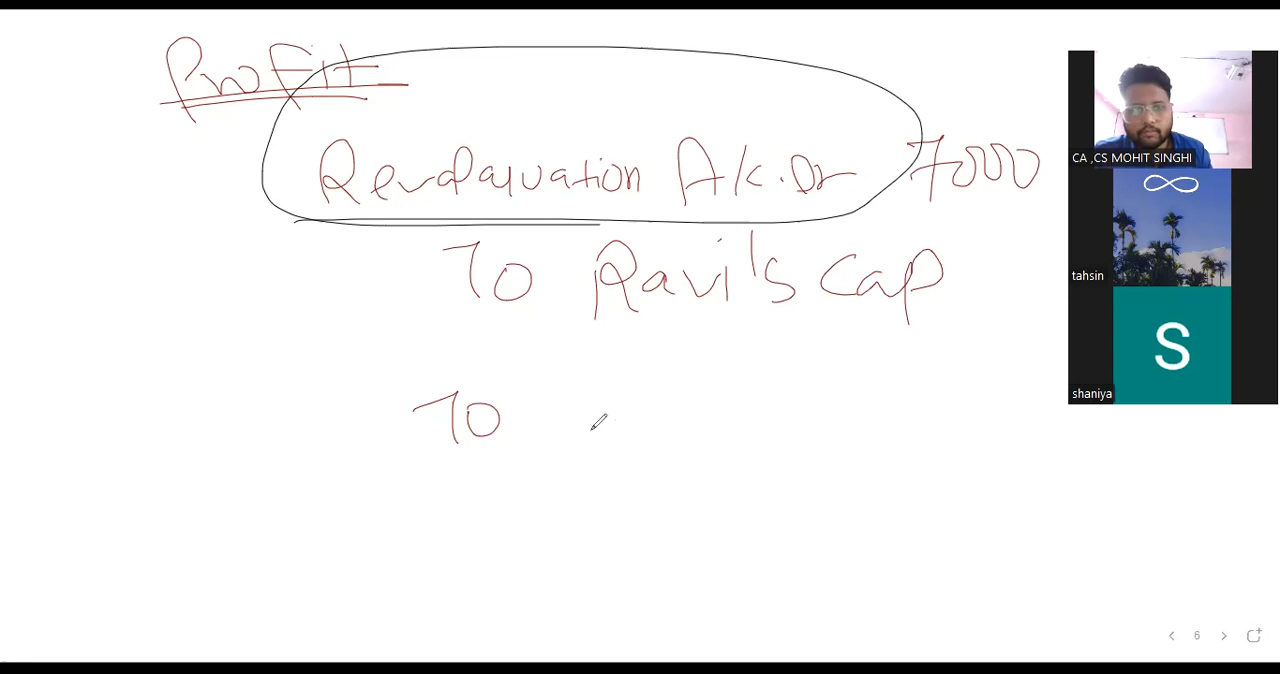 Profit
Revaluation A/c. Dr 7000
To Ravi's cap
To
CA ,CS MOHIT SINGHI
tahsin
S
shaniya
6